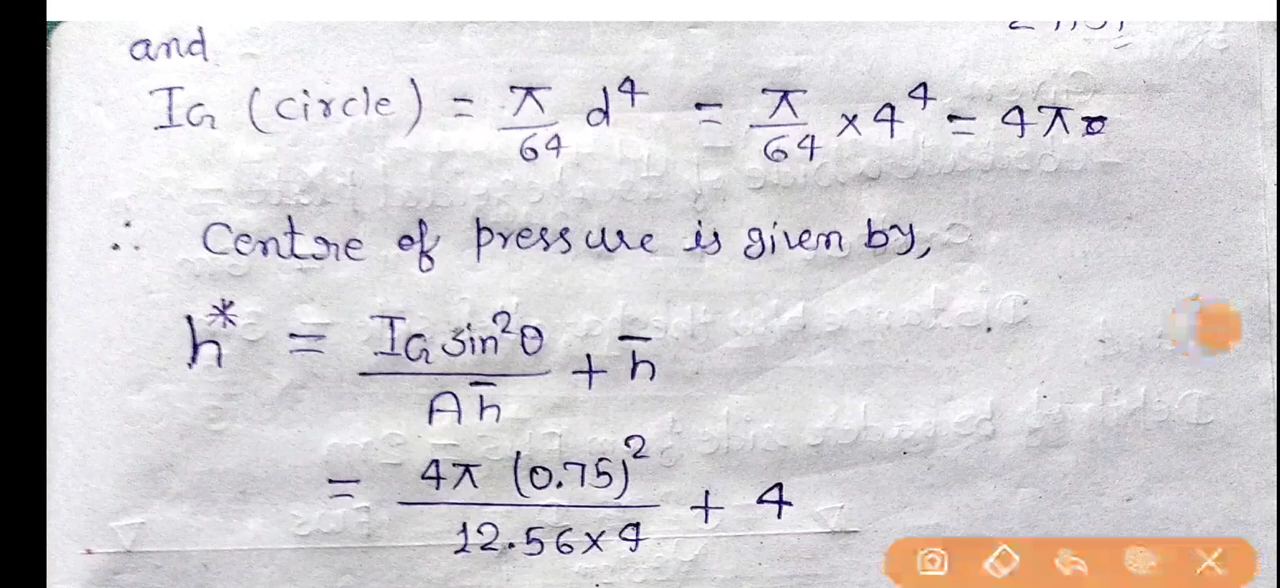 and
IG (circle) = π/64 d⁴ = π/64 × 4⁴ = 4π
∴ Centre of pressure is given by,
h* = IG sin²θ / Ah̄ + h̄
= 4π (0.75)² / 12.56×4 + 4